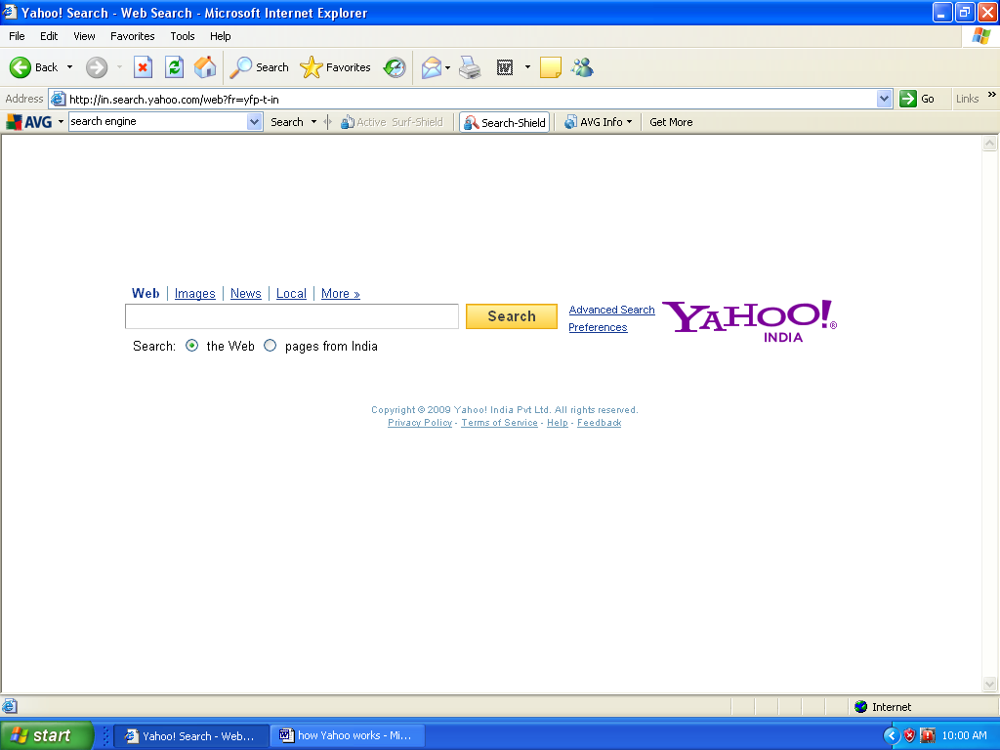 Yahoo! Search - Web Search - Microsoft Internet Explorer
File Edit View Favorites Tools Help
Back Search Favorites
Address http://in.search.yahoo.com/web?fr=yfp-t-in Go Links »
AVG search engine Search Active Surf-Shield Search-Shield AVG Info Get More
Web Images News Local More »
Search Advanced Search
Preferences
YAHOO!®
INDIA
Search: the Web pages from India
Copyright © 2009 Yahoo! India Pvt Ltd. All rights reserved.
Privacy Policy - Terms of Service - Help - Feedback
Internet
start Yahoo! Search - Web... how Yahoo works - Mi... 10:00 AM